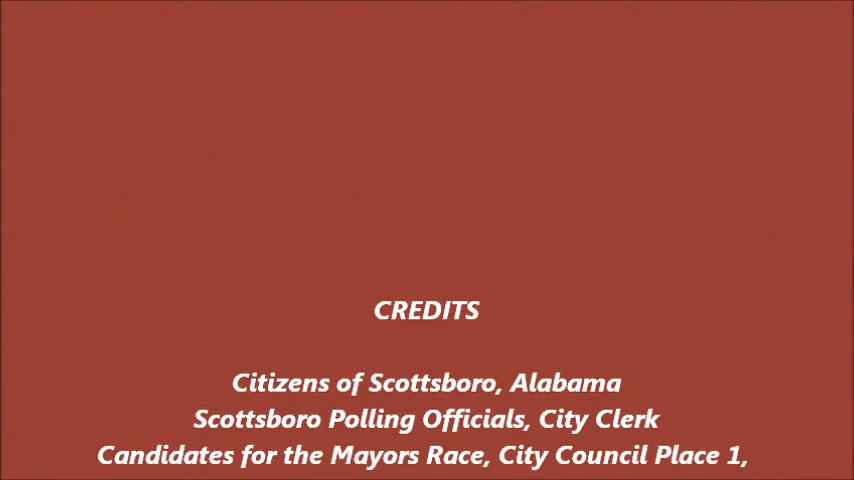 CREDITS
Citizens of Scottsboro, Alabama
Scottsboro Polling Officials, City Clerk
Candidates for the Mayors Race, City Council Place 1,